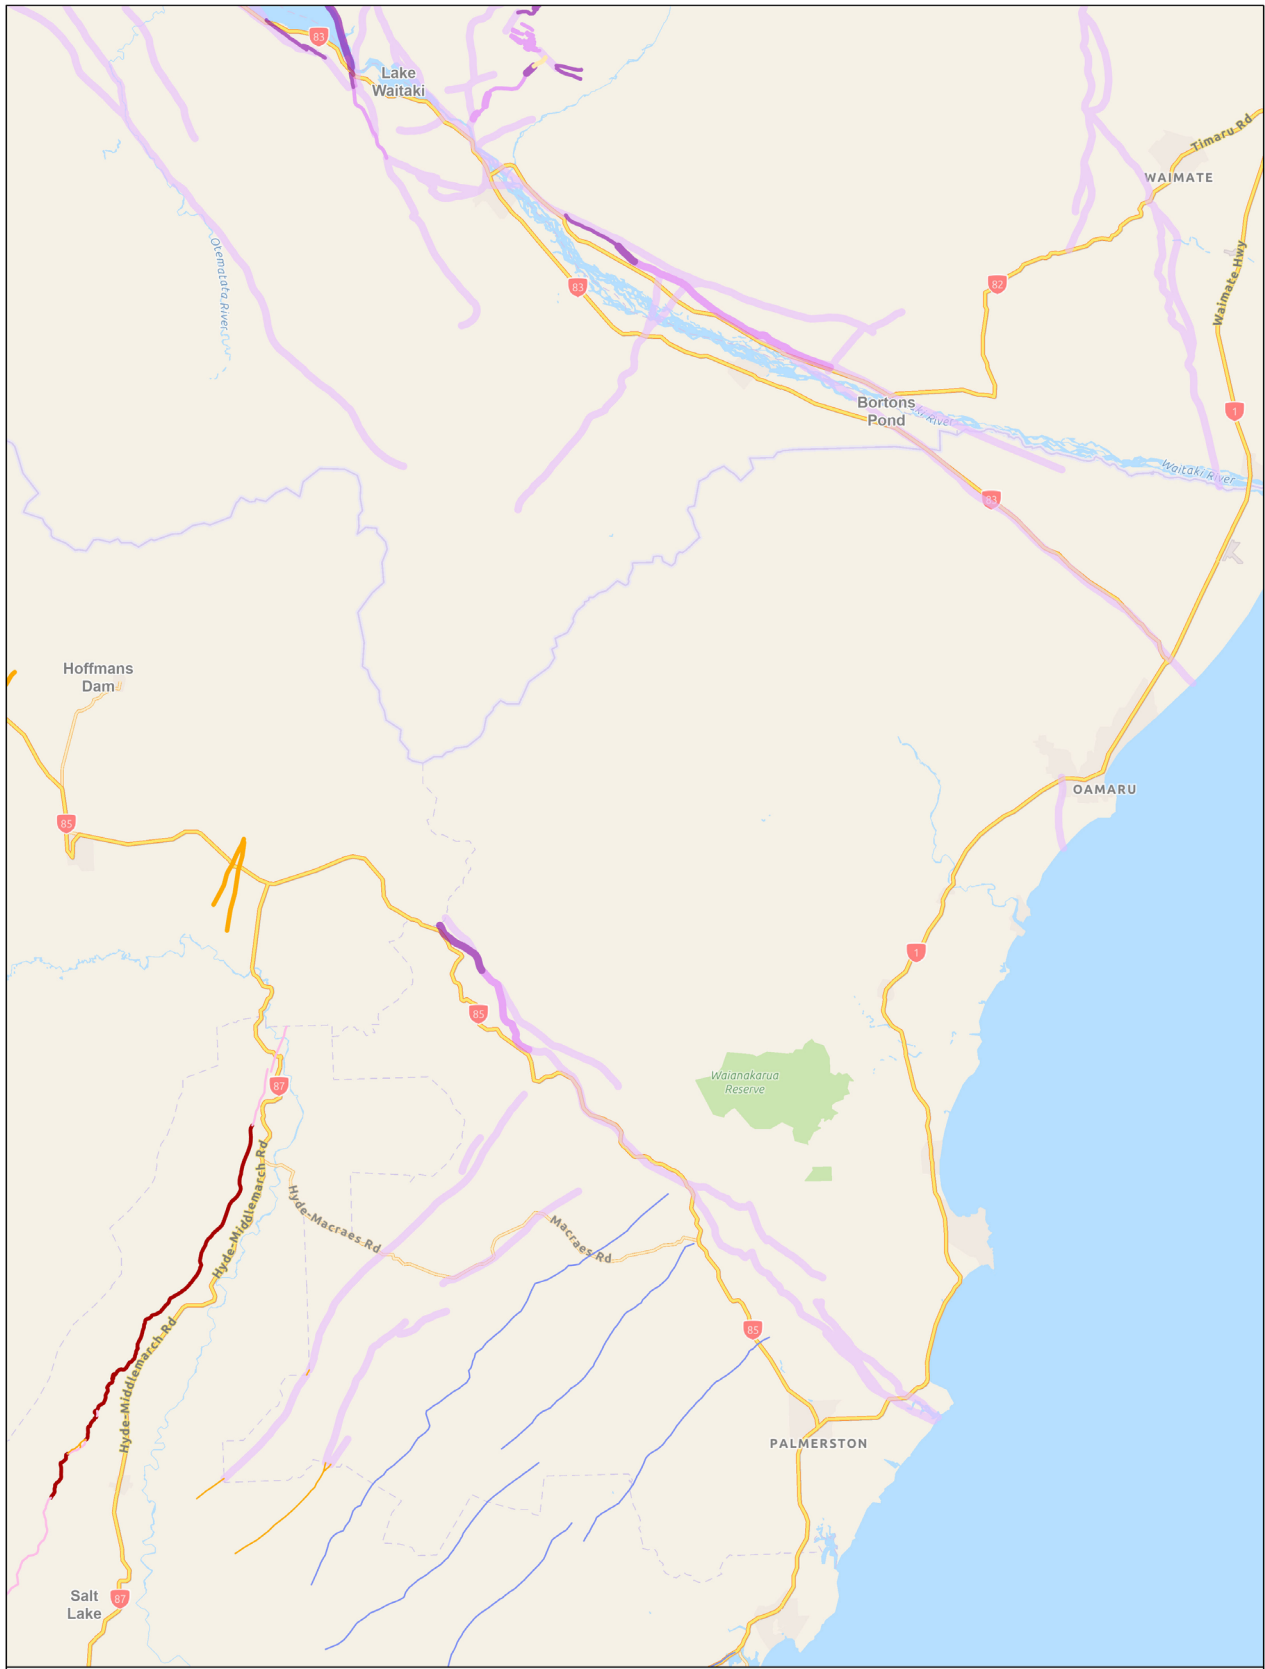 83
Lake
Waitaki
Timaru Rd
WAIMATE
Otematata River
83
82
Waimate Hwy
Bortons
Pond
ki River
1
Waitaki River
83
Hoffmans
Dam
OAMARU
85
1
85
Waianakarua
Reserve
87
Hyde-Middlemarch Rd
Hyde-Macraes Rd
Macraes Rd
85
Hyde-Middlemarch Rd
PALMERSTON
Salt
Lake
87